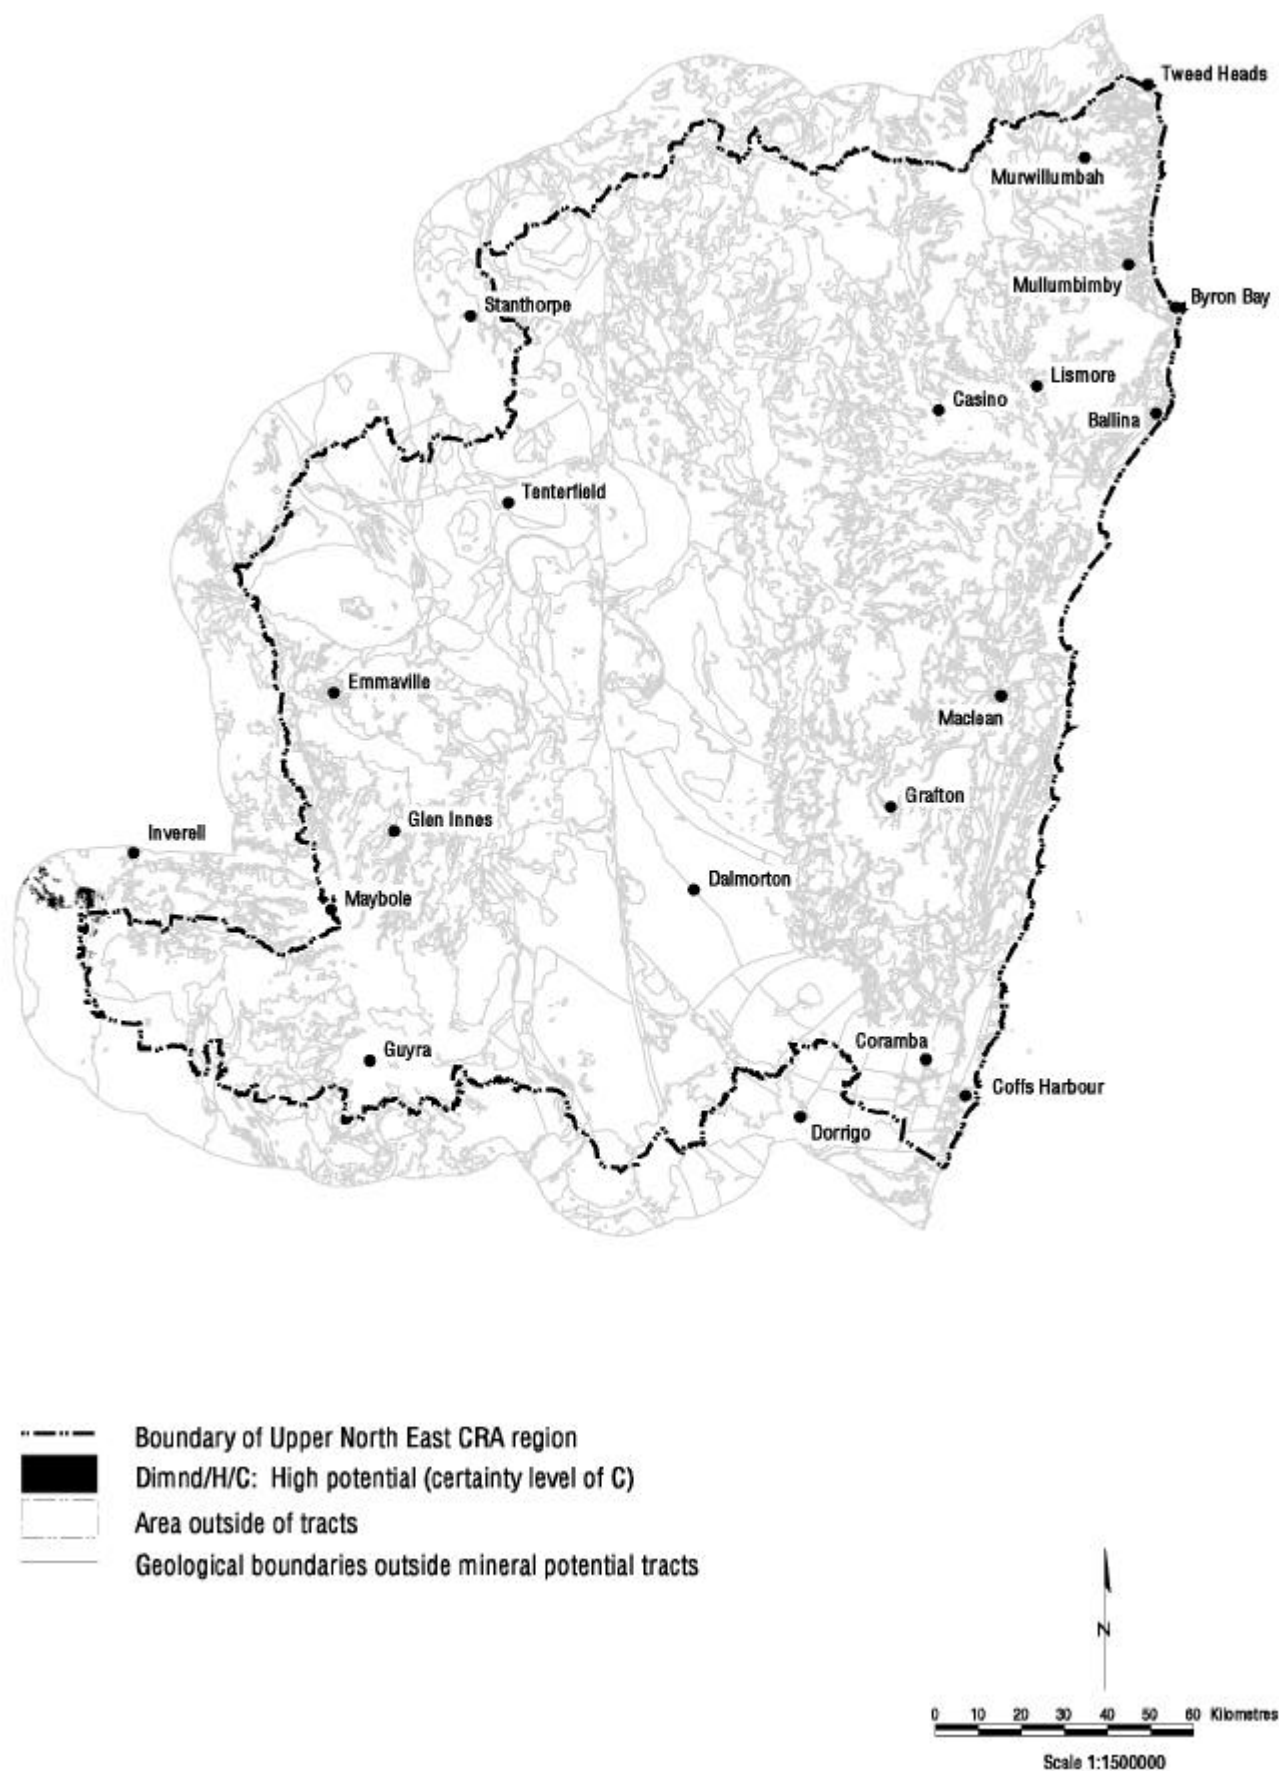 Tweed Heads
Murwillumbah
Mullumbimby
Byron Bay
Stanthorpe
Lismore
Casino
Ballina
Tenterfield
Emmaville
Maclean
Grafton
Glen Innes
Inverell
Dalmorton
Maybole
Coramba
Guyra
Coffs Harbour
Dorrigo
Boundary of Upper North East CRA region
Dimnd/H/C: High potential (certainty level of C)
Area outside of tracts
Geological boundaries outside mineral potential tracts
N
0 10 20 30 40 50 60 Kilometres
Scale 1:1500000